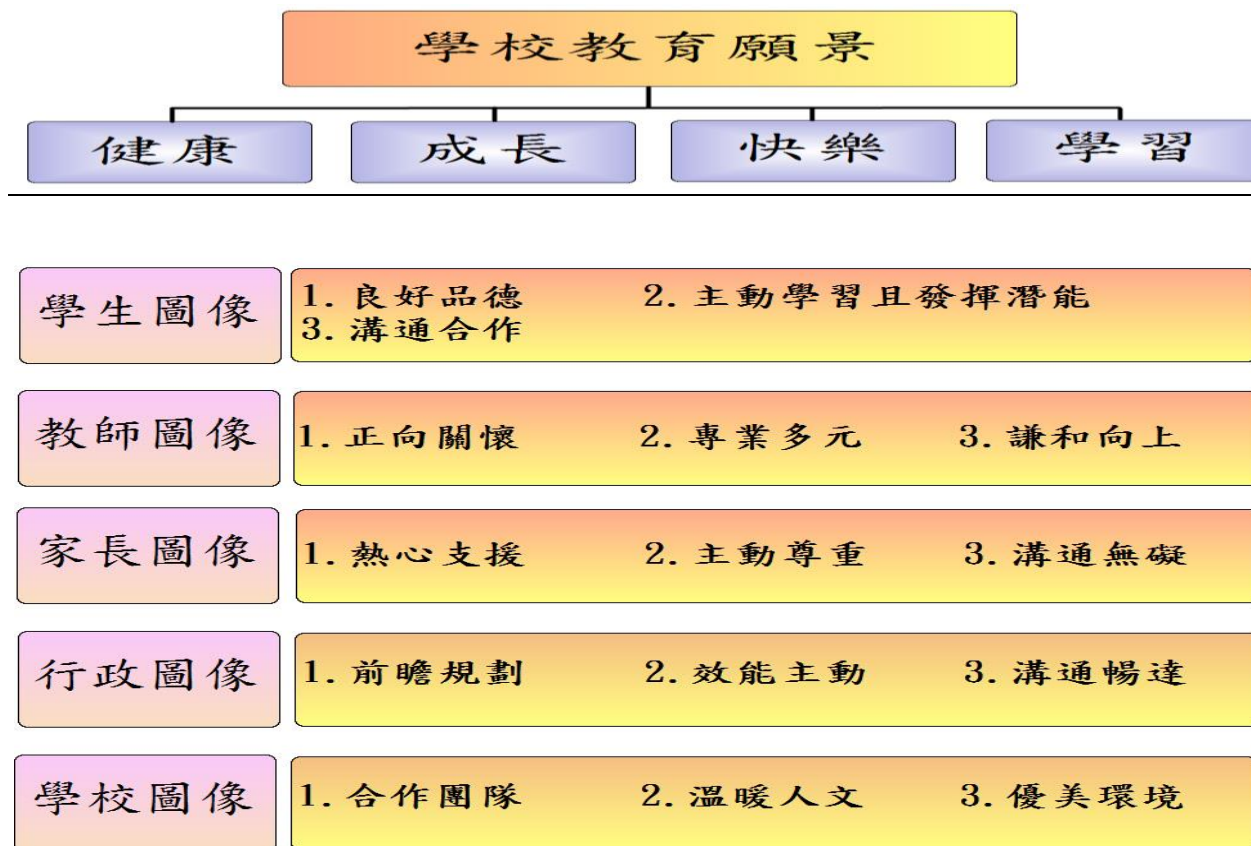 學校教育願景
健康 成長 快樂 學習
學生圖像
1. 良好品德 2. 主動學習且發揮潛能
3. 溝通合作
教師圖像
1. 正向關懷 2. 專業多元 3. 謙和向上
家長圖像
1. 熱心支援 2. 主動尊重 3. 溝通無礙
行政圖像
1. 前瞻規劃 2. 效能主動 3. 溝通暢達
學校圖像
1. 合作團隊 2. 溫暖人文 3. 優美環境